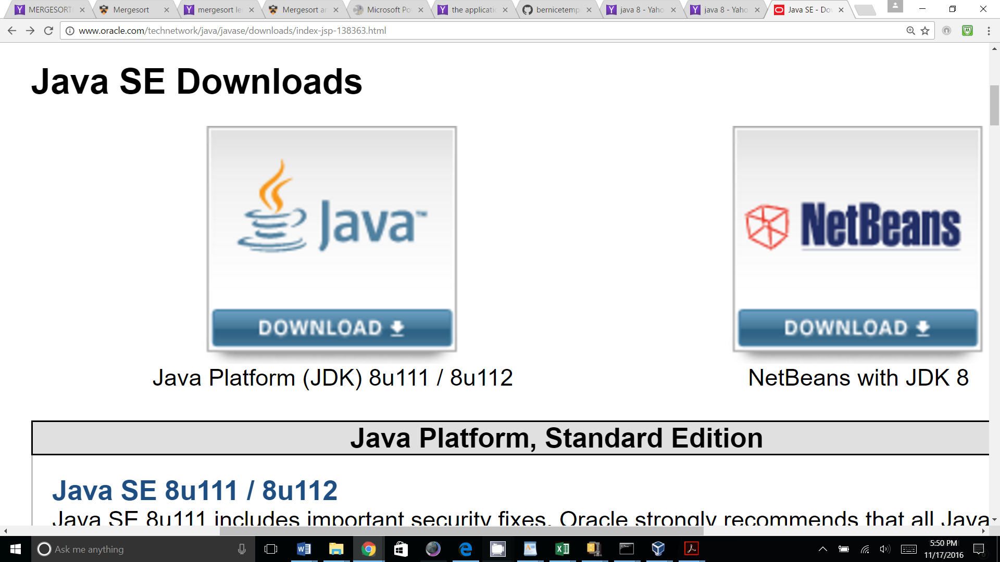 MERGESORT
Mergesort
mergesort le
Mergesort ar
Microsoft Po
the applicatio
bernicetemp
java 8 - Yaho
java 8 - Yaho
Java SE - Dov
www.oracle.com/technetwork/java/javase/downloads/index-jsp-138363.html
Java SE Downloads
Java™
NetBeans
DOWNLOAD
DOWNLOAD
Java Platform (JDK) 8u111 / 8u112
NetBeans with JDK 8
Java Platform, Standard Edition
Java SE 8u111 / 8u112
Java SE 8u111 includes important security fixes. Oracle strongly recommends that all Java
Ask me anything
5:50 PM
11/17/2016